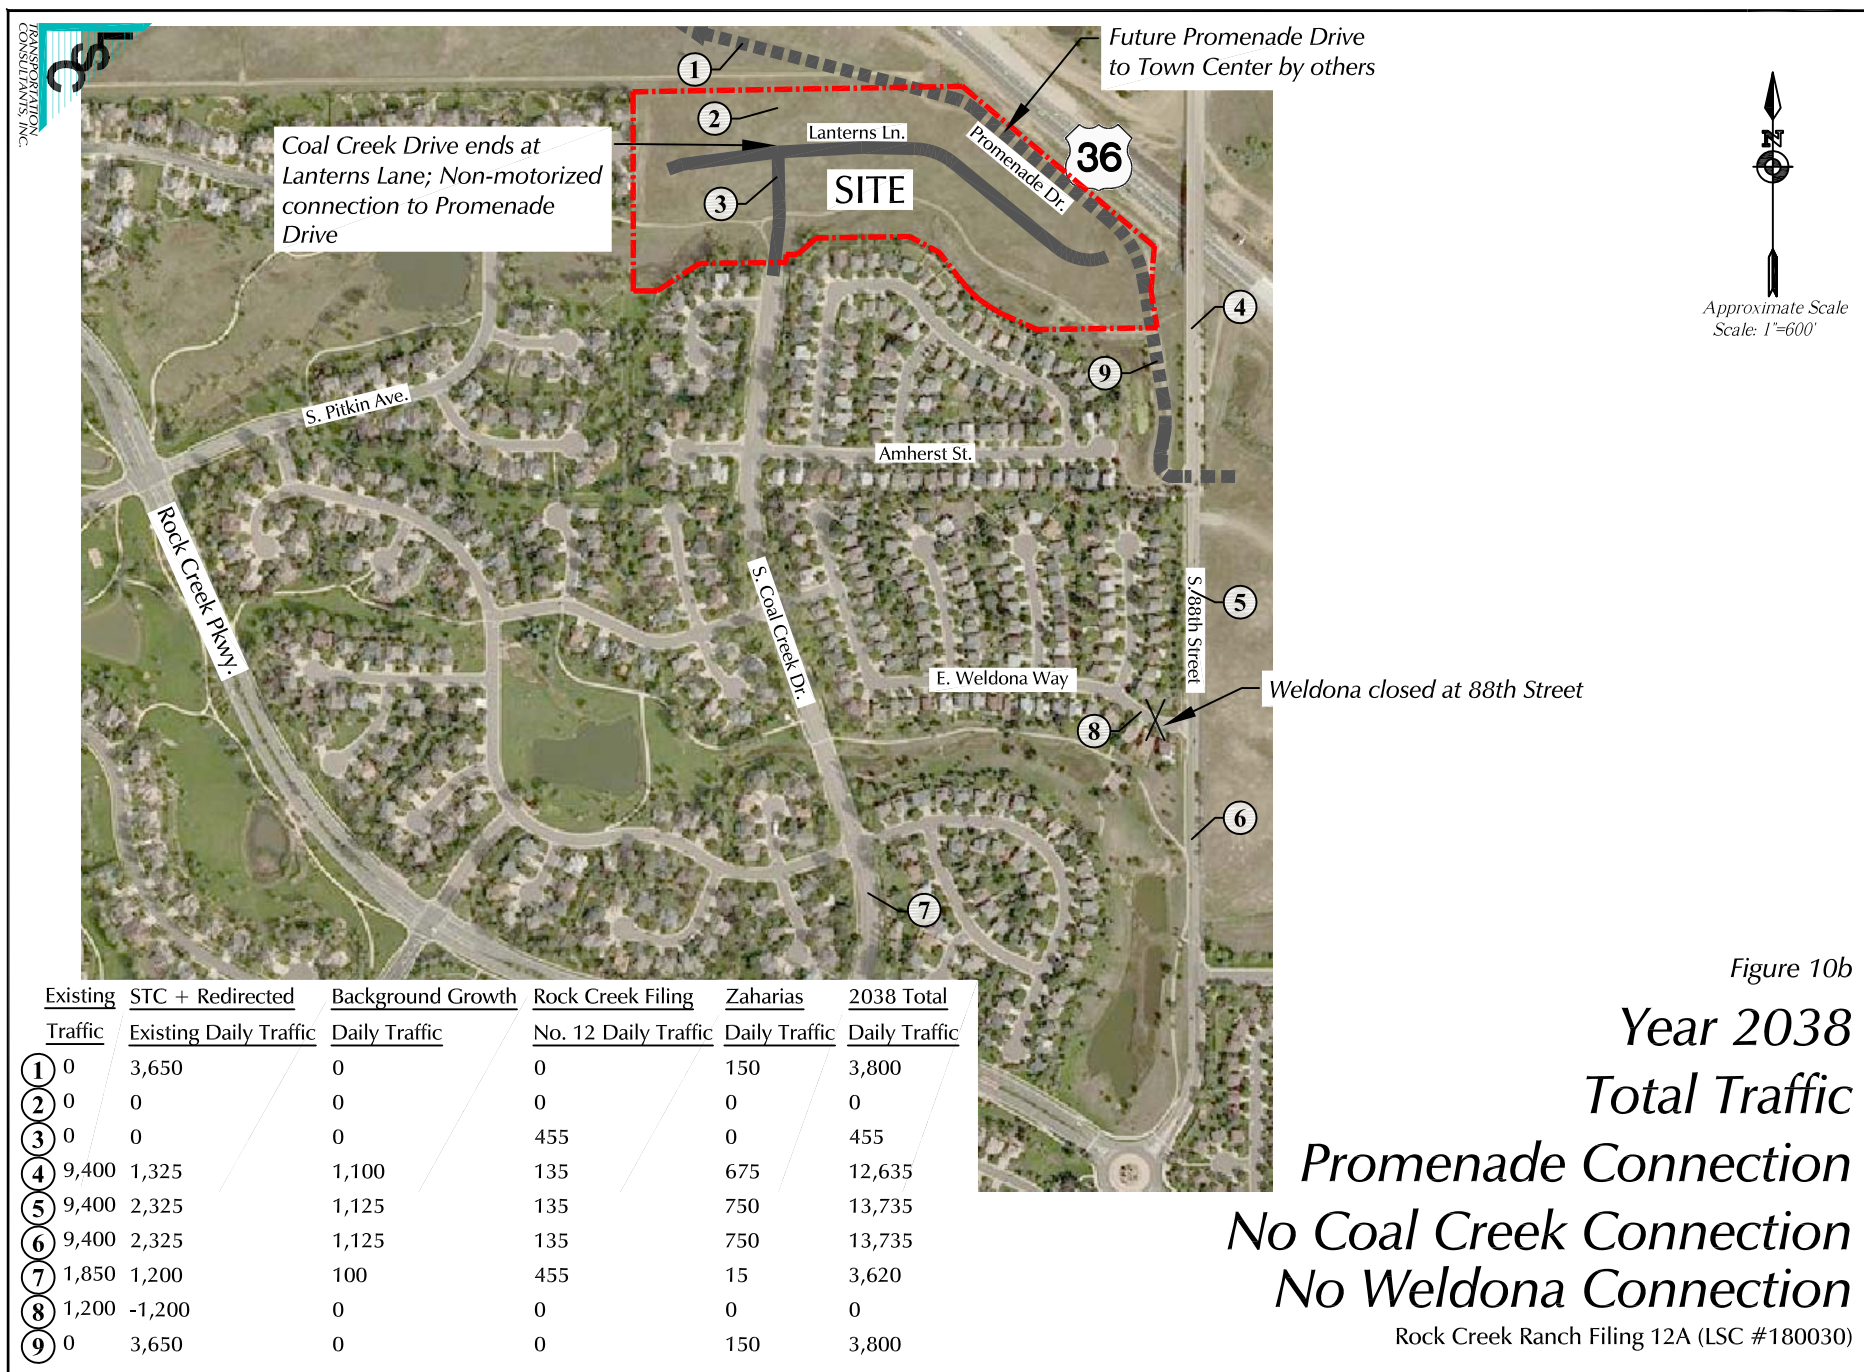 LSC
TRANSPORTATION
CONSULTANTS, INC.
Future Promenade Drive
to Town Center by others
1
2
Coal Creek Drive ends at
Lanterns Lane; Non-motorized
connection to Promenade
Drive
Lanterns Ln.
Promenade Dr.
36
N
SITE
3
4
Approximate Scale
Scale: 1"=600'
9
S. Pitkin Ave.
Amherst St.
Rock Creek Pkwy.
S. Coal Creek Dr.
S. 88th Street
5
E. Weldona Way
Weldona closed at 88th Street
8
6
7
Figure 10b
Year 2038
Total Traffic
Promenade Connection
No Coal Creek Connection
No Weldona Connection
Rock Creek Ranch Filing 12A (LSC #180030)
Existing STC + Redirected Background Growth Rock Creek Filing Zaharias 2038 Total
Traffic Existing Daily Traffic Daily Traffic No. 12 Daily Traffic Daily Traffic Daily Traffic
1 0 3,650 0 0 150 3,800
2 0 0 0 0 0 0
3 0 0 0 455 0 455
4 9,400 1,325 1,100 135 675 12,635
5 9,400 2,325 1,125 135 750 13,735
6 9,400 2,325 1,125 135 750 13,735
7 1,850 1,200 100 455 15 3,620
8 1,200 -1,200 0 0 0 0
9 0 3,650 0 0 150 3,800